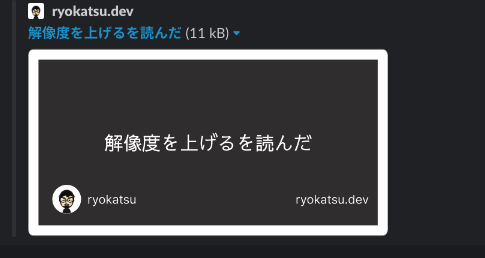 ryokatsu.dev
解像度を上げるを読んだ (11 kB)
解像度を上げるを読んだ
ryokatsu
ryokatsu.dev